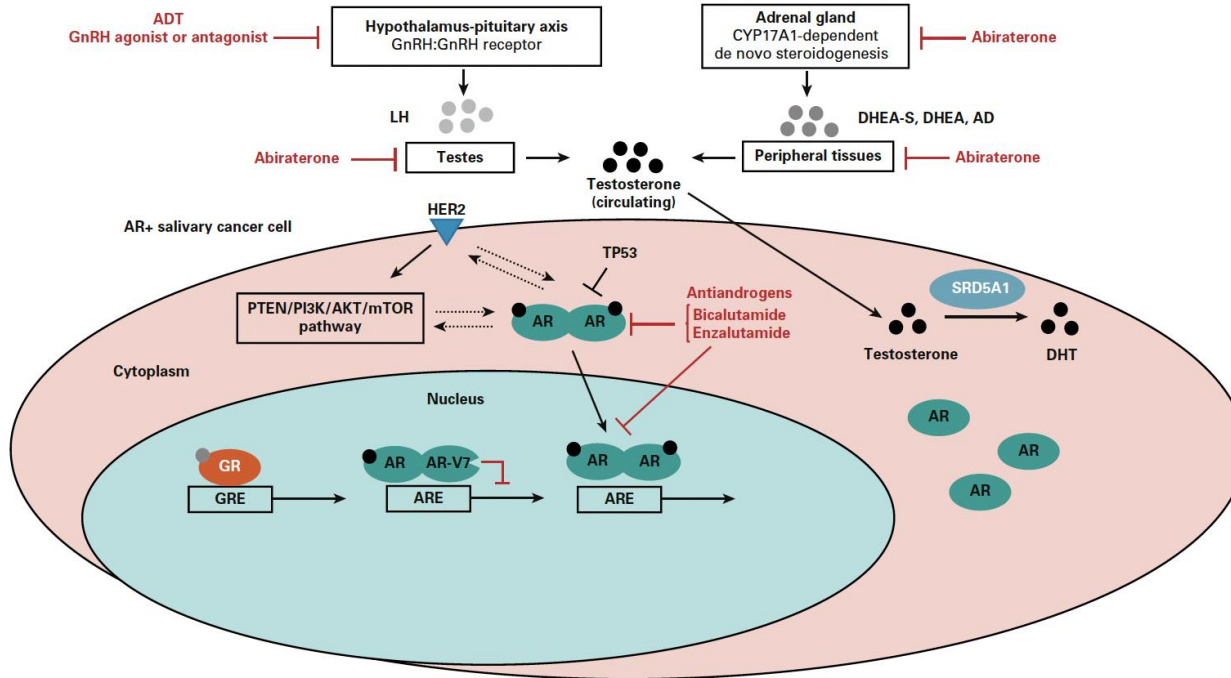 ADT
GnRH agonist or antagonist
Hypothalamus-pituitary axis
GnRH:GnRH receptor
Adrenal gland
CYP17A1-dependent
de novo steroidogenesis
Abiraterone
LH
DHEA-S, DHEA, AD
Abiraterone
Testes
Peripheral tissues
Abiraterone
Testosterone
(circulating)
HER2
AR+ salivary cancer cell
TP53
SRD5A1
PTEN/PI3K/AKT/mTOR
pathway
AR
AR
Antiandrogens
Bicalutamide
Enzalutamide
Testosterone
DHT
Cytoplasm
Nucleus
AR
AR
AR
GR
AR
AR-V7
AR
AR
GRE
ARE
ARE